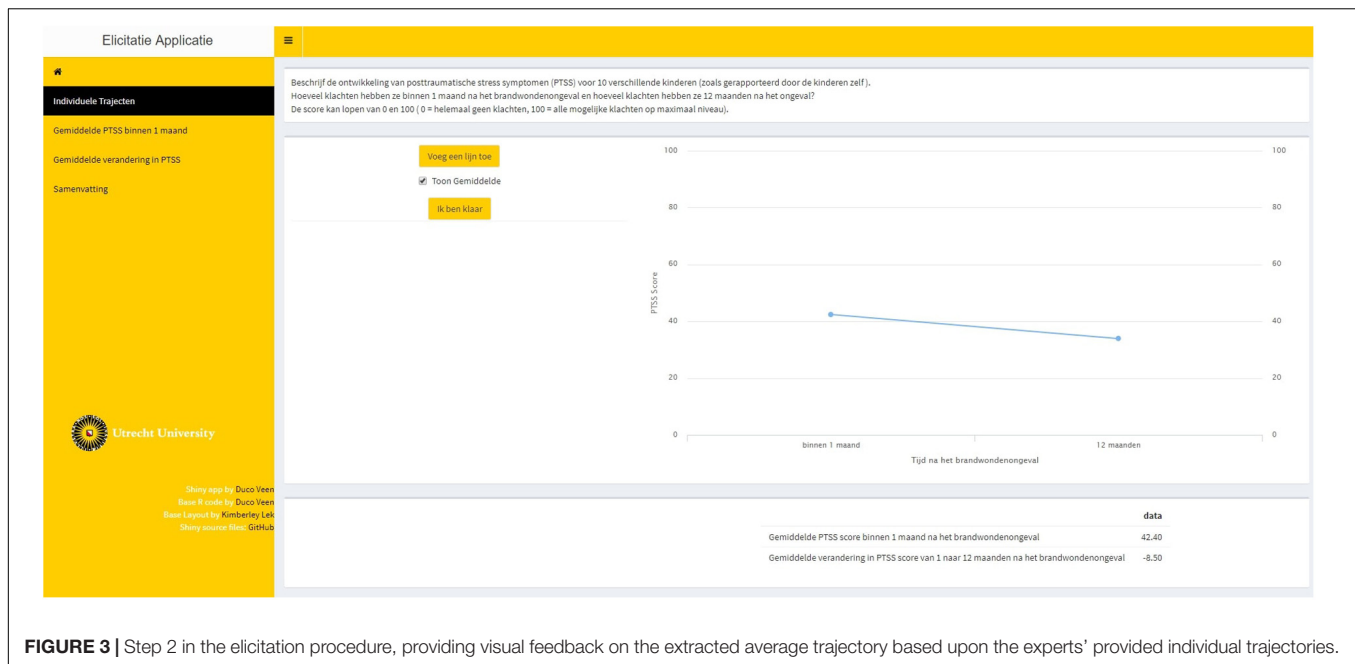 Elicitatie Applicatie
Individuele Trajecten
Gemiddelde PTSS binnen 1 maand
Gemiddelde verandering in PTSS
Samenvatting
Utrecht University
Shiny app by Duco Veen
Base R code by Duco Veen
Base Layout by Kimberley Lek
Shiny source files: GitHub
Beschrijf de ontwikkeling van posttraumatische stress symptomen (PTSS) voor 10 verschillende kinderen (zoals gerapporteerd door de kinderen zelf).
Hoeveel klachten hebben ze binnen 1 maand na het brandwondenongeval en hoeveel klachten hebben ze 12 maanden na het ongeval?
De score kan lopen van 0 en 100 ( 0 = helemaal geen klachten, 100 = alle mogelijke klachten op maximaal niveau).
Voeg een lijn toe
Toon Gemiddelde
Ik ben klaar
100 100
80 80
60 60
PTSS Score
40 40
20 20
0 0
binnen 1 maand 12 maanden
Tijd na het brandwondenongeval
data
Gemiddelde PTSS score binnen 1 maand na het brandwondenongeval 42.40
Gemiddelde verandering in PTSS score van 1 naar 12 maanden na het brandwondenongeval -8.50
FIGURE 3 | Step 2 in the elicitation procedure, providing visual feedback on the extracted average trajectory based upon the experts' provided individual trajectories.